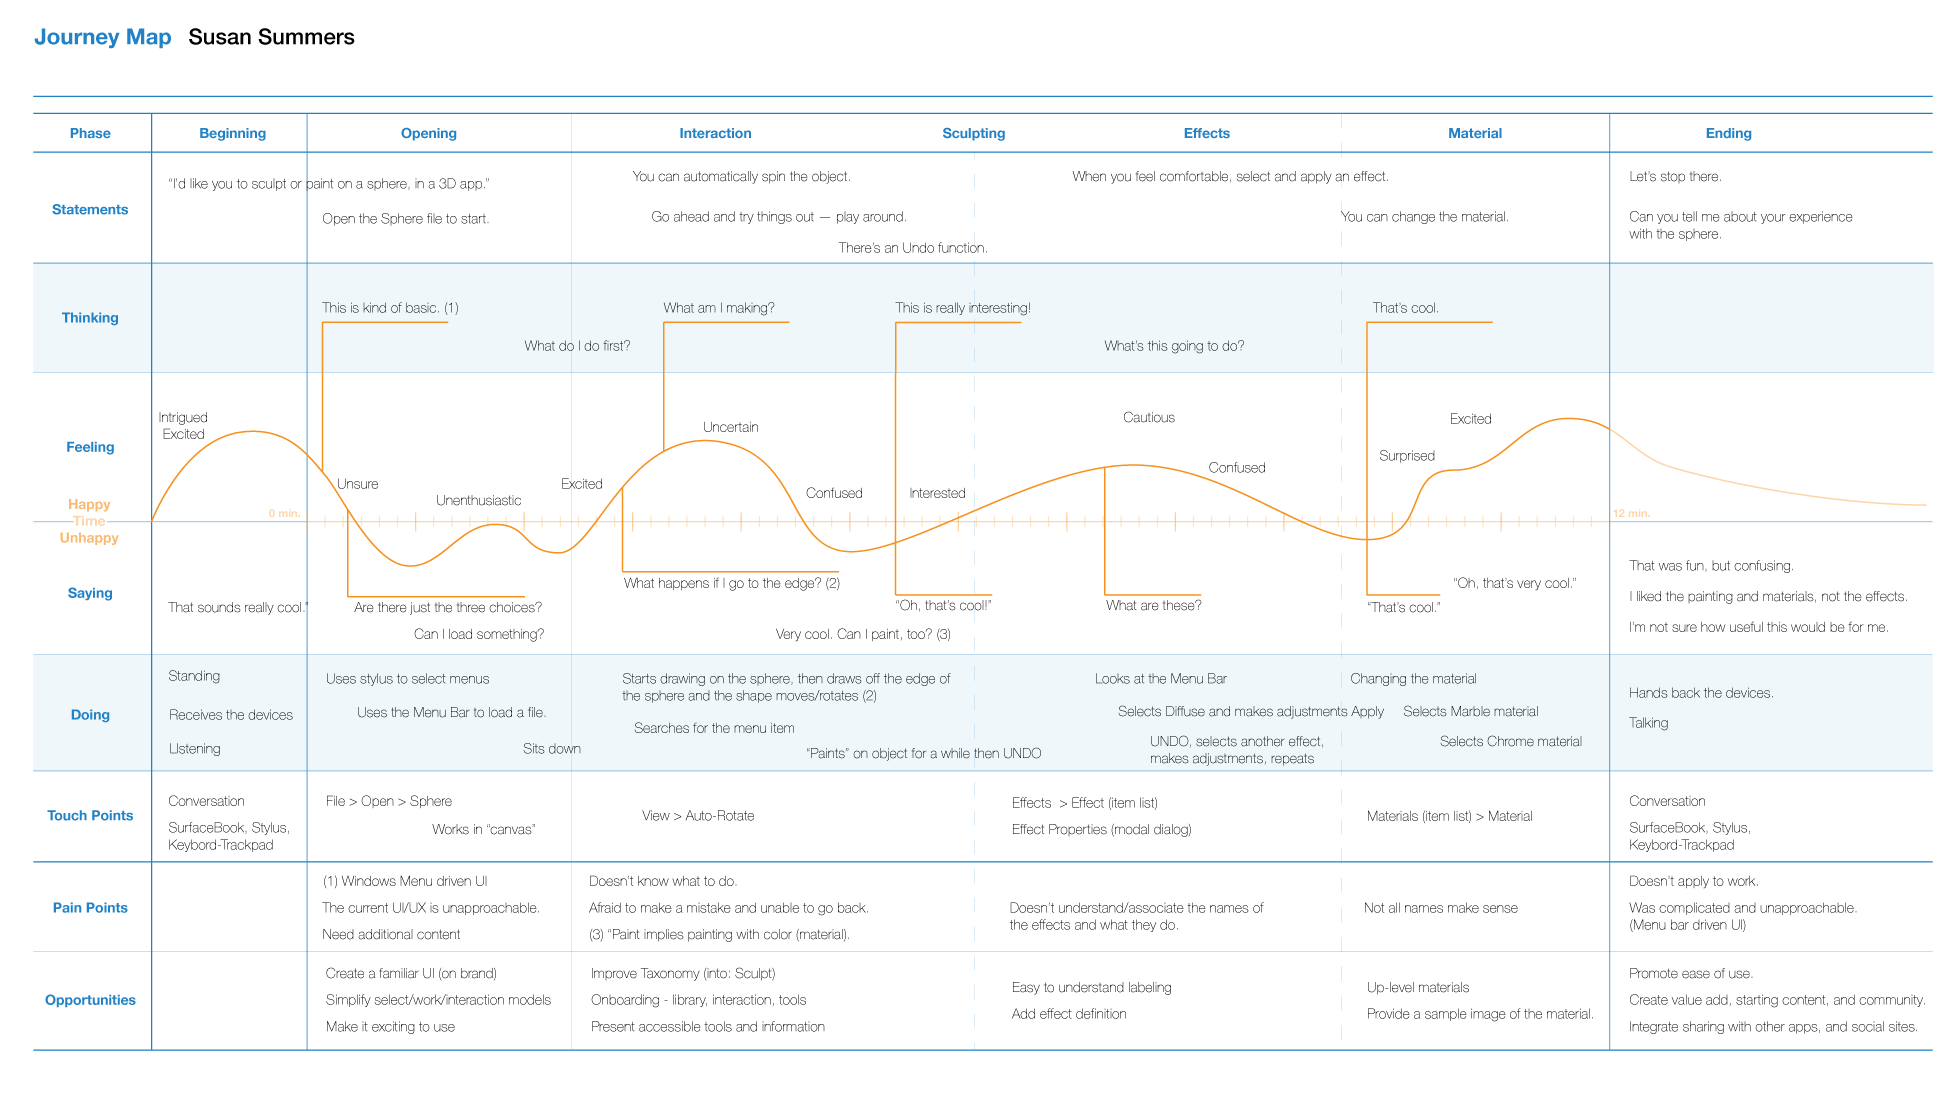 Journey Map Susan Summers
Phase Beginning Opening Interaction Sculpting Effects Material Ending
Statements
“I'd like you to sculpt or paint on a sphere, in a 3D app.”
Open the Sphere file to start.
You can automatically spin the object.
Go ahead and try things out — play around.
There's an Undo function.
When you feel comfortable, select and apply an effect.
You can change the material.
Let's stop there.
Can you tell me about your experience
with the sphere.
Thinking
This is kind of basic. (1)
What do I do first?
What am I making?
This is really interesting!
What's this going to do?
That's cool.
Feeling
Intrigued
Excited
Unsure
Unenthusiastic
Excited
Uncertain
Confused
Interested
Cautious
Confused
Surprised
Excited
Happy
Time
Unhappy
0 min.
12 min.
Saying
That sounds really cool.”
Are there just the three choices?
Can I load something?
What happens if I go to the edge? (2)
Very cool. Can I paint, too? (3)
“Oh, that's cool!”
What are these?
“That's cool.”
“Oh, that's very cool.”
That was fun, but confusing.
I liked the painting and materials, not the effects.
I'm not sure how useful this would be for me.
Doing
Standing
Receives the devices
LIstening
Uses stylus to select menus
Uses the Menu Bar to load a file.
Sits down
Starts drawing on the sphere, then draws off the edge of
the sphere and the shape moves/rotates (2)
Searches for the menu item
“Paints” on object for a while then UNDO
Looks at the Menu Bar
Selects Diffuse and makes adjustments Apply
UNDO, selects another effect,
makes adjustments, repeats
Changing the material
Selects Marble material
Selects Chrome material
Hands back the devices.
Talking
Touch Points
Conversation
SurfaceBook, Stylus,
Keybord-Trackpad
File > Open > Sphere
Works in “canvas”
View > Auto-Rotate
Effects > Effect (item list)
Effect Properties (modal dialog)
Materials (item list) > Material
Conversation
SurfaceBook, Stylus,
Keybord-Trackpad
Pain Points
(1) Windows Menu driven UI
The current UI/UX is unapproachable.
Need additional content
Doesn't know what to do.
Afraid to make a mistake and unable to go back.
(3) “Paint implies painting with color (material).
Doesn't understand/associate the names of
the effects and what they do.
Not all names make sense
Doesn't apply to work.
Was complicated and unapproachable.
(Menu bar driven UI)
Opportunities
Create a familiar UI (on brand)
Simplify select/work/interaction models
Make it exciting to use
Improve Taxonomy (into: Sculpt)
Onboarding - library, interaction, tools
Present accessible tools and information
Easy to understand labeling
Add effect definition
Up-level materials
Provide a sample image of the material.
Promote ease of use.
Create value add, starting content, and community.
Integrate sharing with other apps, and social sites.